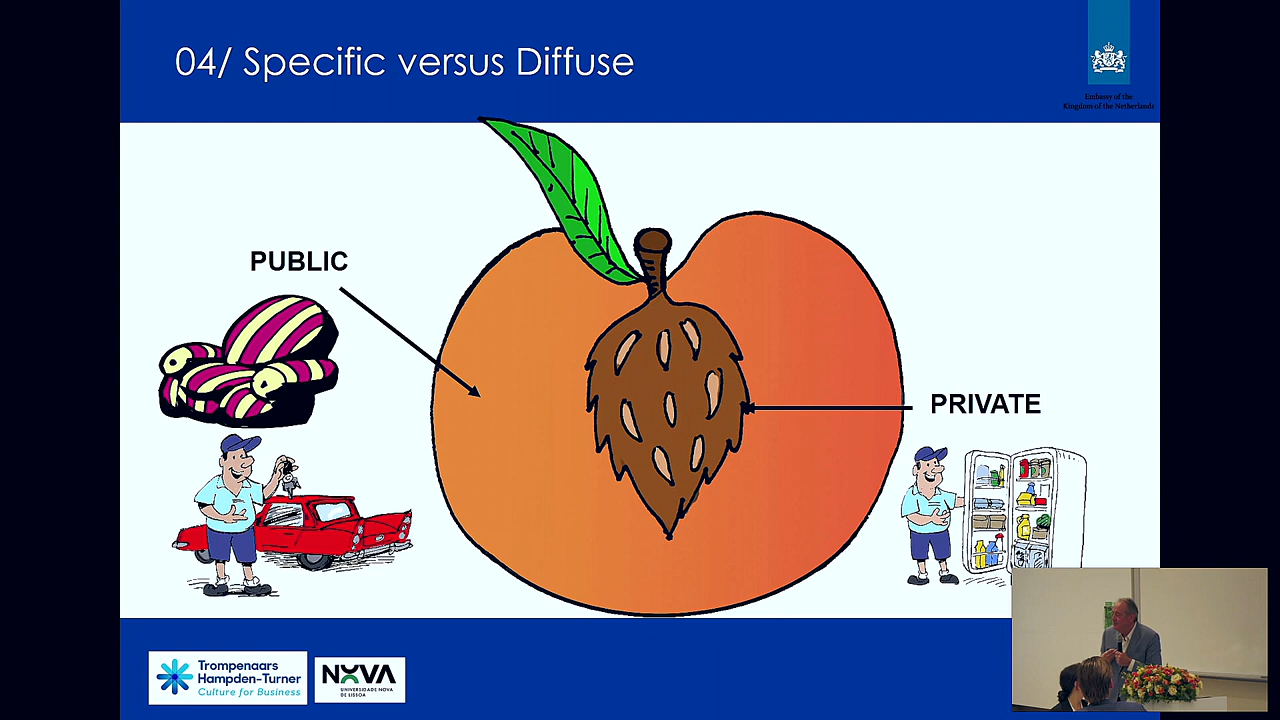 04/ Specific versus Diffuse
Embassy of the
Kingdom of the Netherlands
PUBLIC
PRIVATE
Trompenaars
Hampden-Turner
Culture for Business
NOVA
UNIVERSIDADE NOVA
DE LISBOA